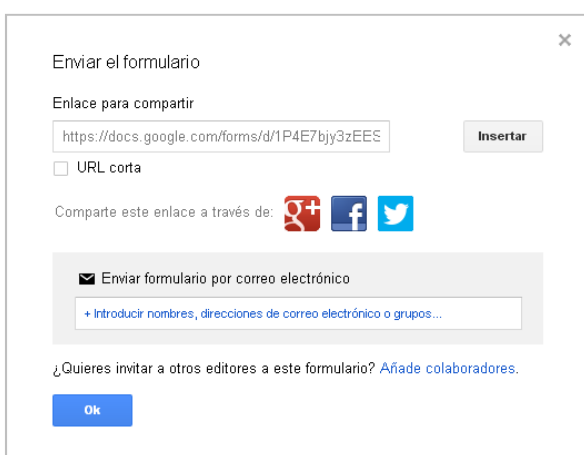 Enviar el formulario
Enlace para compartir
https://docs.google.com/forms/d/1P4E7bjy3zEES
Insertar
URL corta
Comparte este enlace a través de:
Enviar formulario por correo electrónico
+ Introducir nombres, direcciones de correo electrónico o grupos...
¿Quieres invitar a otros editores a este formulario? Añade colaboradores.
Ok